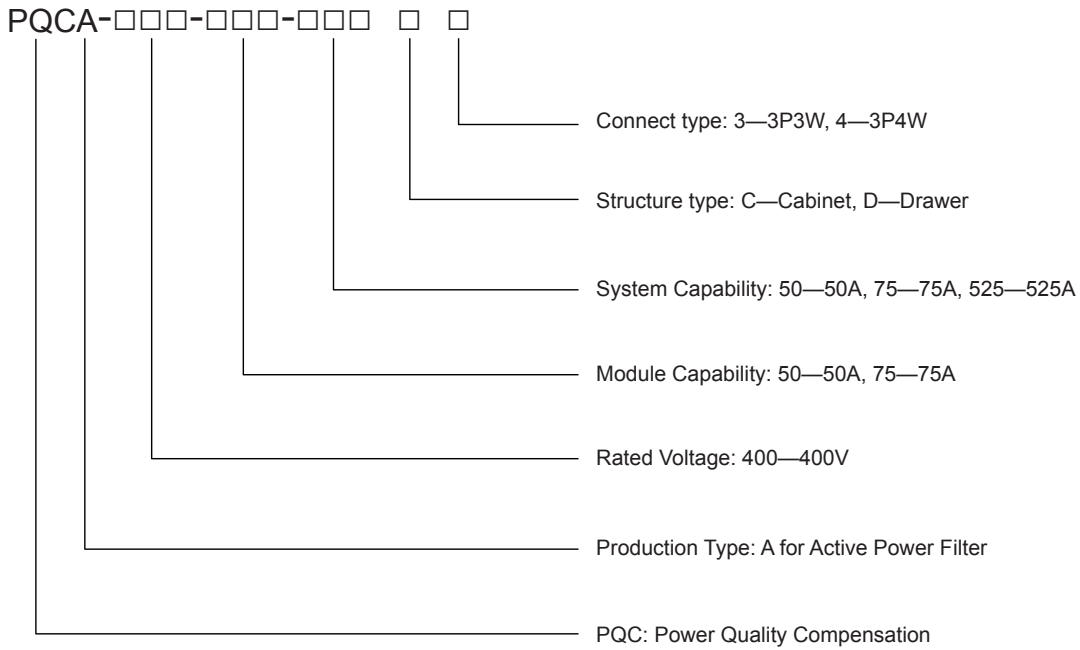 PQCA-□□□-□□□-□□□ □ □
Connect type: 3—3P3W, 4—3P4W
Structure type: C—Cabinet, D—Drawer
System Capability: 50—50A, 75—75A, 525—525A
Module Capability: 50—50A, 75—75A
Rated Voltage: 400—400V
Production Type: A for Active Power Filter
PQC: Power Quality Compensation